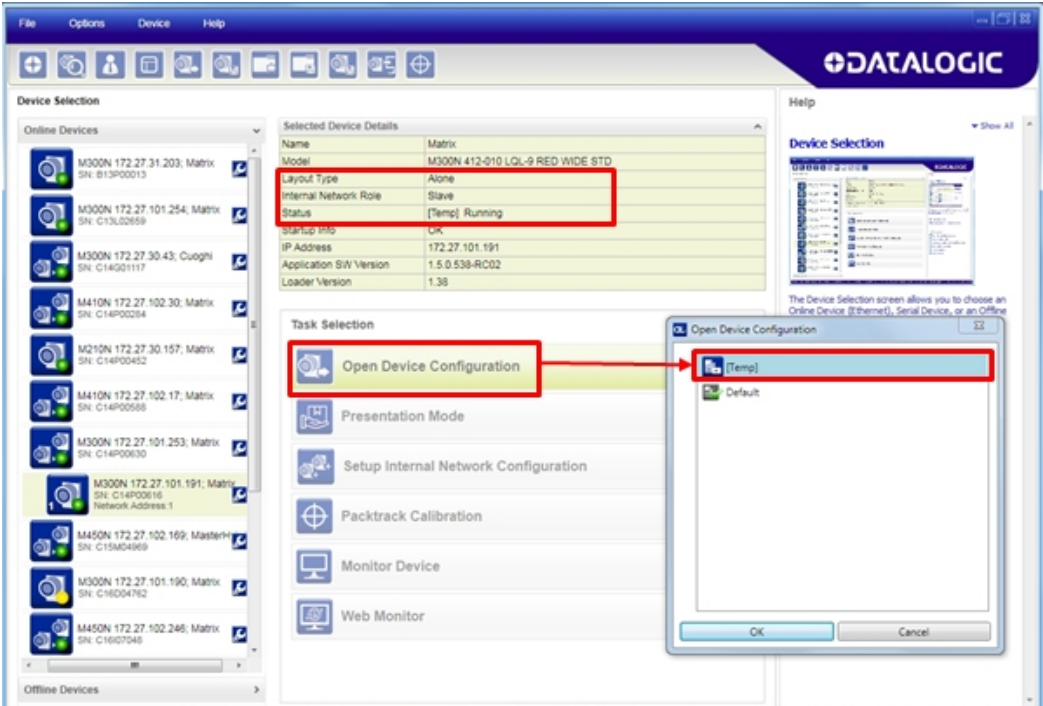 File Options Device Help
DATALOGIC
Device Selection
Online Devices
M300N 172.27.31.203; Matrix
SN: B13P00013
M300N 172.27.101.254; Matrix
SN: C13L02659
M300N 172.27.30.43; Cuoghi
SN: C14G01117
M410N 172.27.102.30; Matrix
SN: C14P00284
M210N 172.27.30.157; Matrix
SN: C14P00452
M410N 172.27.102.17; Matrix
SN: C14P00588
M300N 172.27.101.253; Matrix
SN: C14P00630
M300N 172.27.101.191; Matrix
SN: C14P00616
Network Address:1
1
M450N 172.27.102.169; MasterH
SN: C15M04969
M300N 172.27.101.190; Matrix
SN: C16D04762
M450N 172.27.102.246; Matrix
SN: C16I07048
Offline Devices
Selected Device Details
Name Matrix
Model M300N 412-010 LQL-9 RED WIDE STD
Layout Type Alone
Internal Network Role Slave
Status [Temp] Running
Startup Info OK
IP Address 172.27.101.191
Application SW Version 1.5.0.538-RC02
Loader Version 1.38
Task Selection
Open Device Configuration
Presentation Mode
Setup Internal Network Configuration
Packtrack Calibration
Monitor Device
Web Monitor
Help
Show All
Device Selection
The Device Selection screen allows you to choose an
Online Device (Ethernet), Serial Device, or an Offline
Open Device Configuration
[Temp]
Default
OK Cancel